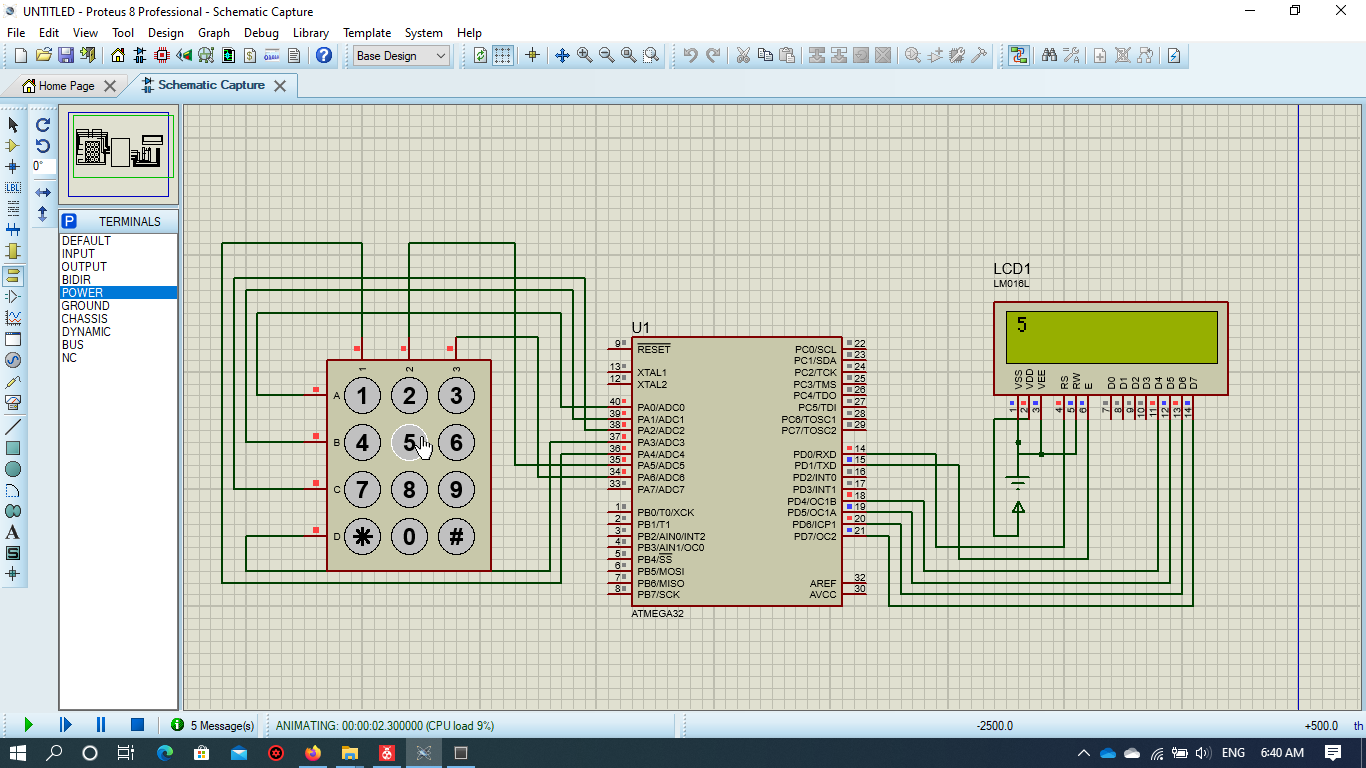 UNTITLED - Proteus 8 Professional - Schematic Capture
File Edit View Tool Design Graph Debug Library Template System Help
Base Design
Home Page
Schematic Capture
0°
LBL
P TERMINALS
DEFAULT
INPUT
OUTPUT
BIDIR
POWER
GROUND
CHASSIS
DYNAMIC
BUS
NC
A
S
1 2 3
A 1 2 3
B 4 5 6
C 7 8 9
D * 0 #
U1
9 RESET
13 XTAL1
12 XTAL2
40 PA0/ADC0
39 PA1/ADC1
38 PA2/ADC2
37 PA3/ADC3
36 PA4/ADC4
35 PA5/ADC5
34 PA6/ADC6
33 PA7/ADC7
1 PB0/T0/XCK
2 PB1/T1
3 PB2/AIN0/INT2
4 PB3/AIN1/OC0
5 PB4/SS
6 PB5/MOSI
7 PB6/MISO
8 PB7/SCK
PC0/SCL 22
PC1/SDA 23
PC2/TCK 24
PC3/TMS 25
PC4/TDO 26
PC5/TDI 27
PC6/TOSC1 28
PC7/TOSC2 29
PD0/RXD 14
PD1/TXD 15
PD2/INT0 16
PD3/INT1 17
PD4/OC1B 18
PD5/OC1A 19
PD6/ICP1 20
PD7/OC2 21
AREF 32
AVCC 30
ATMEGA32
LCD1
LM016L
5
VSS VDD VEE RS RW E D0 D1 D2 D3 D4 D5 D6 D7
1 2 3 4 5 6 7 8 9 10 11 12 13 14
5 Message(s)
ANIMATING: 00:00:02.300000 (CPU load 9%)
-2500.0
+500.0
th
ENG
6:40 AM